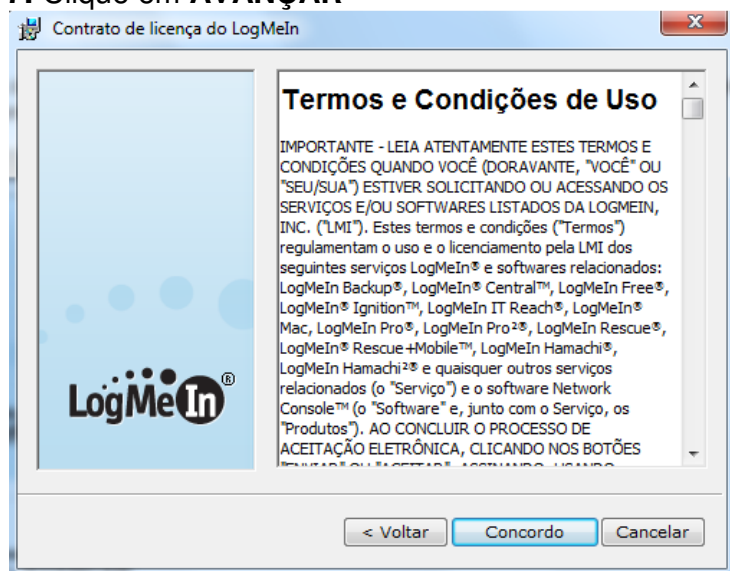 Clique em AVANÇAR
Contrato de licença do LogMeIn
Termos e Condições de Uso
IMPORTANTE - LEIA ATENTAMENTE ESTES TERMOS E
CONDIÇÕES QUANDO VOCÊ (DORAVANTE, "VOCÊ" OU
"SEU/SUA") ESTIVER SOLICITANDO OU ACESSANDO OS
SERVIÇOS E/OU SOFTWARES LISTADOS DA LOGMEIN,
INC. ("LMI"). Estes termos e condições ("Termos")
regulamentam o uso e o licenciamento pela LMI dos
seguintes serviços LogMeIn® e softwares relacionados:
LogMeIn Backup®, LogMeIn® Central™, LogMeIn Free®,
LogMeIn® Ignition™, LogMeIn IT Reach®, LogMeIn®
Mac, LogMeIn Pro®, LogMeIn Pro²®, LogMeIn Rescue®,
LogMeIn® Rescue+Mobile™, LogMeIn Hamachi®,
LogMeIn Hamachi²® e quaisquer outros serviços
relacionados (o "Serviço") e o software Network
Console™ (o "Software" e, junto com o Serviço, os
"Produtos"). AO CONCLUIR O PROCESSO DE
ACEITAÇÃO ELETRÔNICA, CLICANDO NOS BOTÕES
"ENVIAR" OU "ACEITAR", ASSINANDO, USANDO
LogMeIn®
< Voltar
Concordo
Cancelar